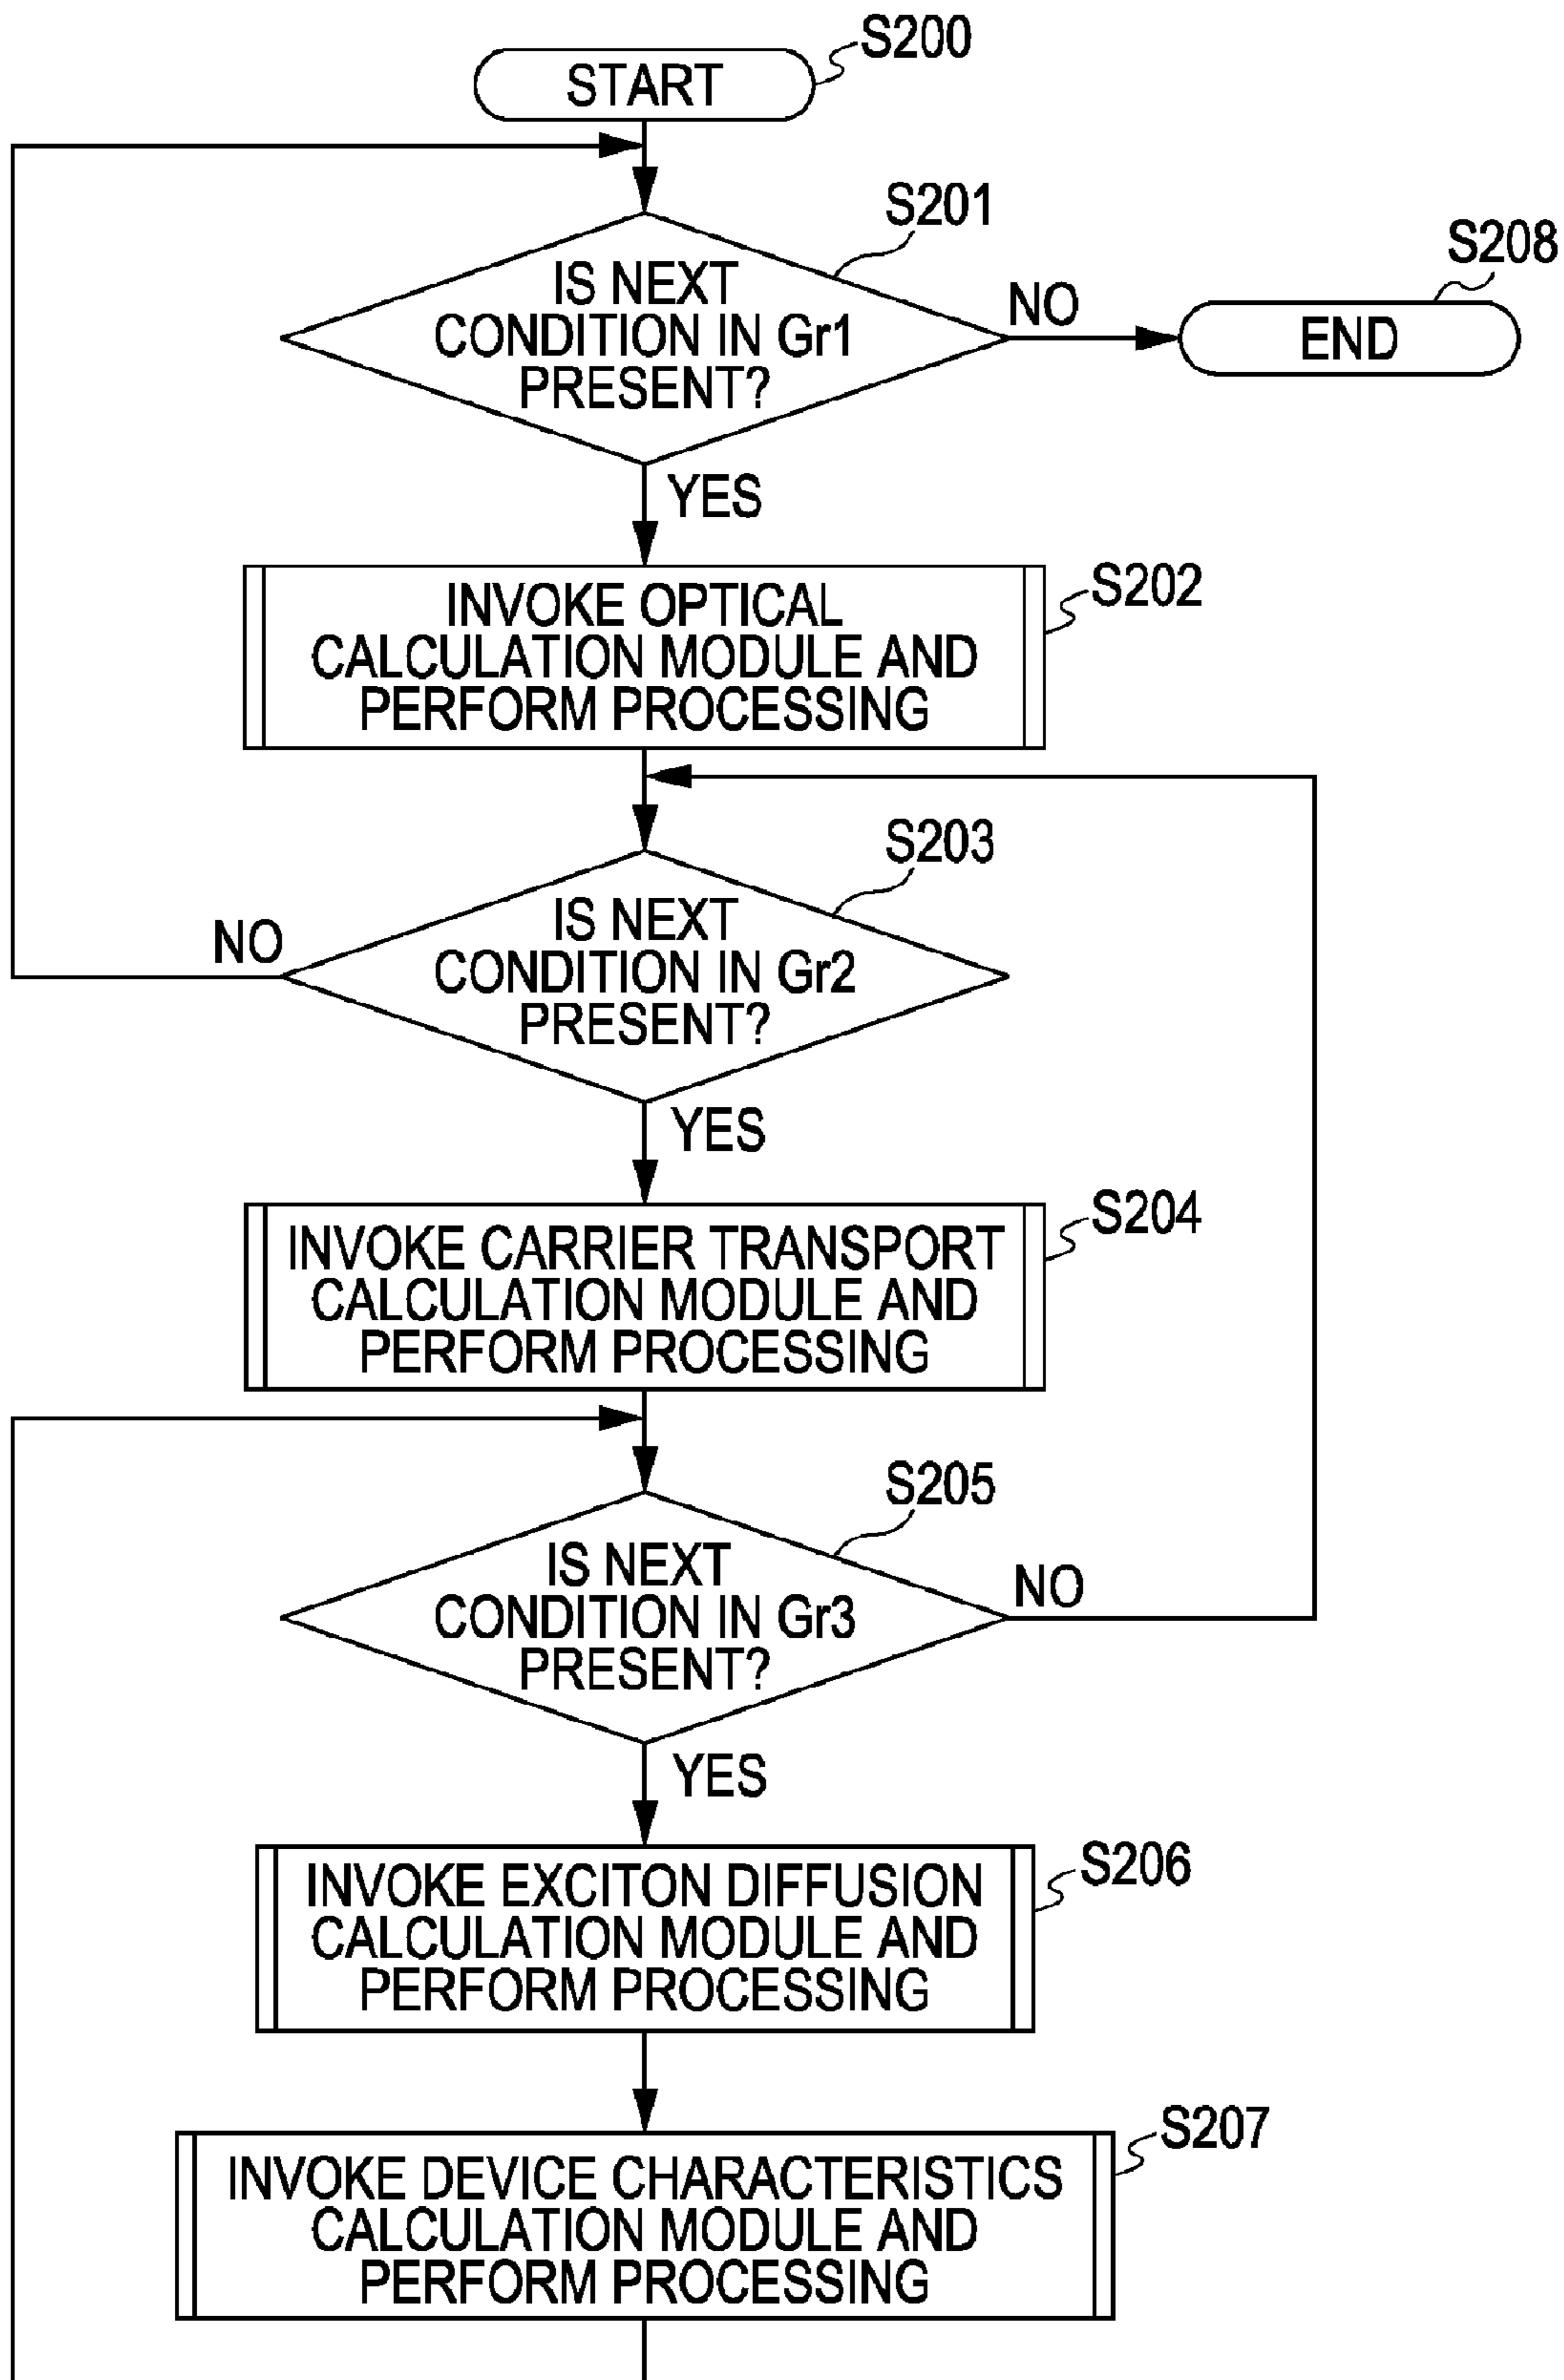 S200
START
S201
IS NEXT
CONDITION IN Gr1
PRESENT?
NO
S208
END
YES
S202
INVOKE OPTICAL
CALCULATION MODULE AND
PERFORM PROCESSING
S203
IS NEXT
CONDITION IN Gr2
PRESENT?
NO
YES
S204
INVOKE CARRIER TRANSPORT
CALCULATION MODULE AND
PERFORM PROCESSING
S205
IS NEXT
CONDITION IN Gr3
PRESENT?
NO
YES
S206
INVOKE EXCITON DIFFUSION
CALCULATION MODULE AND
PERFORM PROCESSING
S207
INVOKE DEVICE CHARACTERISTICS
CALCULATION MODULE AND
PERFORM PROCESSING